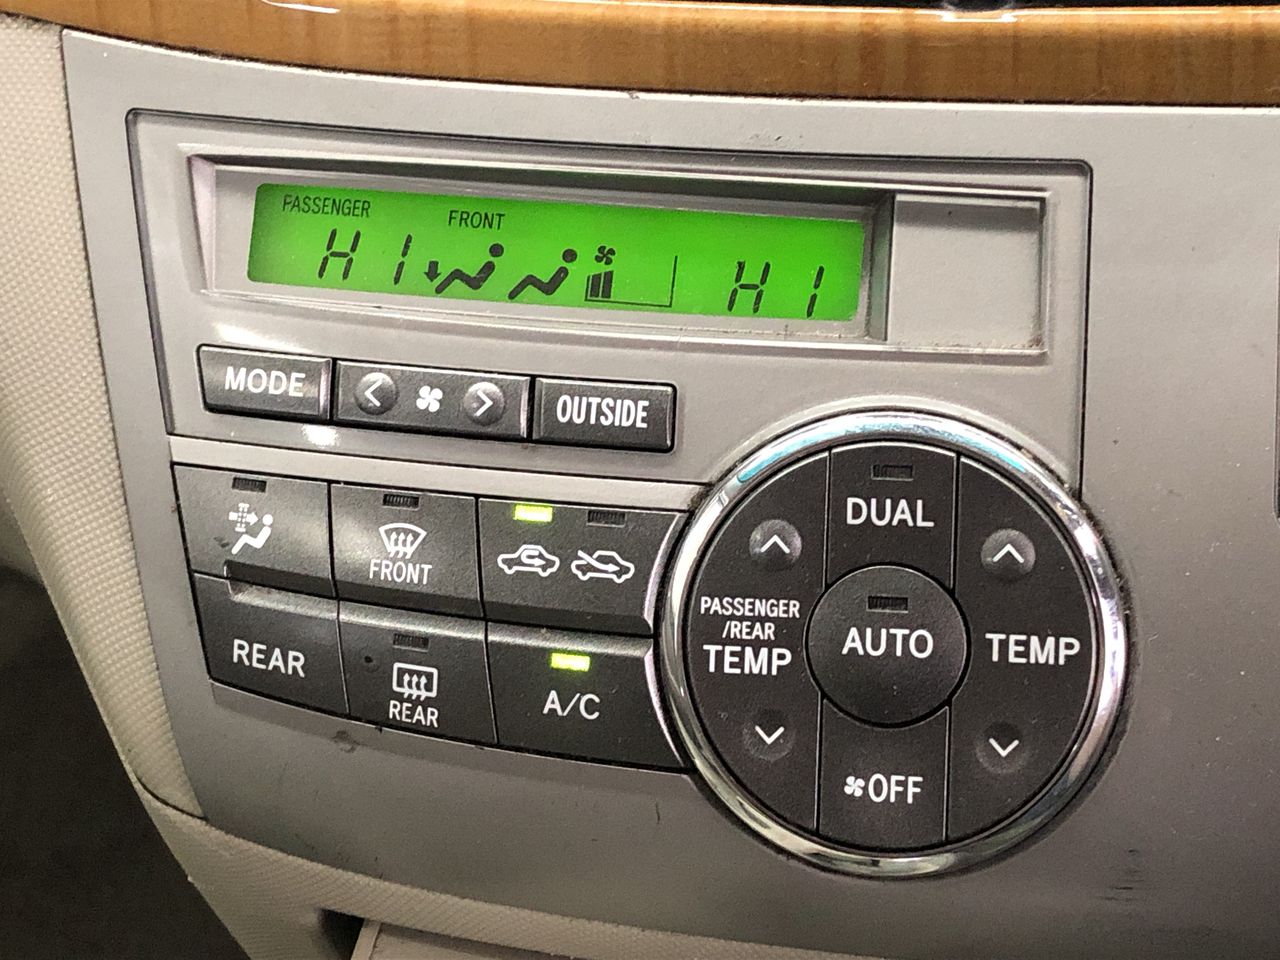 PASSENGER
FRONT
HI
HI
MODE
OUTSIDE
DUAL
FRONT
PASSENGER
/REAR
TEMP
AUTO
TEMP
REAR
REAR
A/C
OFF